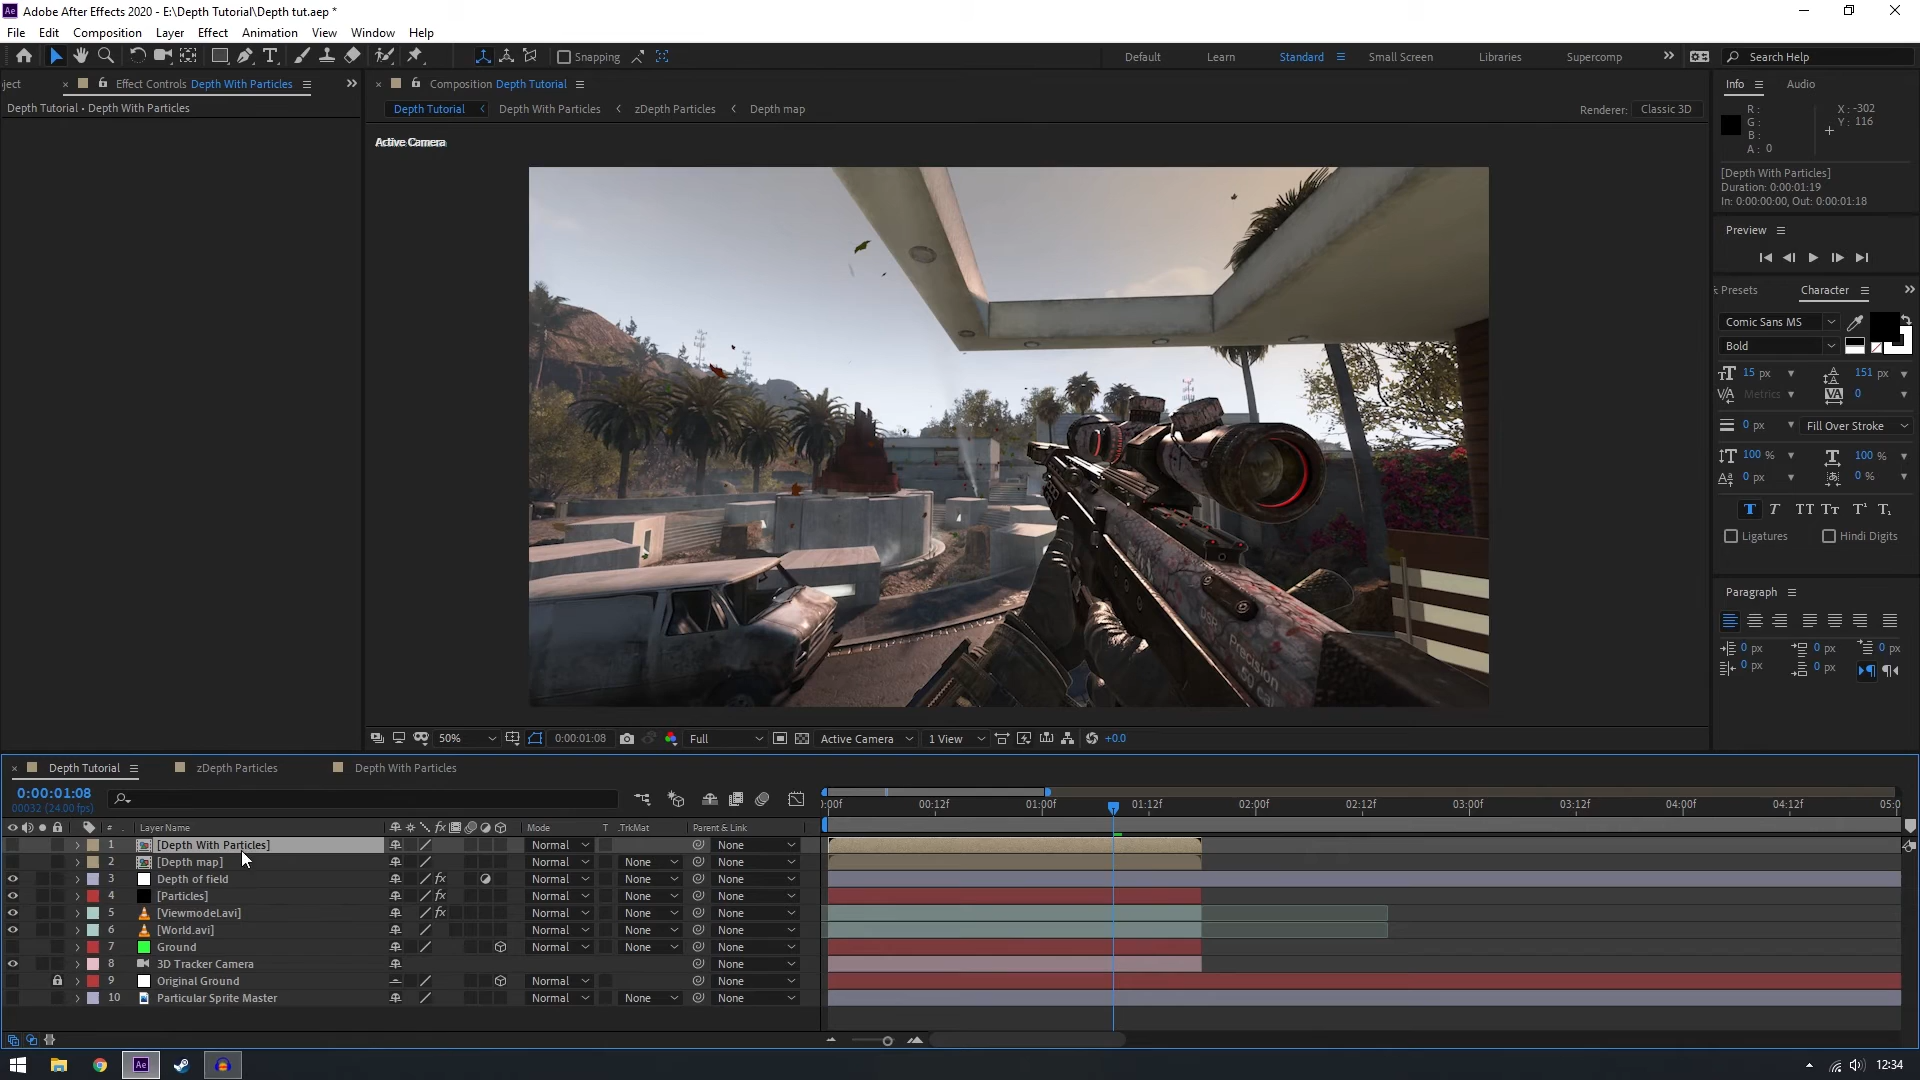 Adobe After Effects 2020 - E:\Depth Tutorial\Depth tut.aep *
File Edit Composition Layer Effect Animation View Window Help
Snapping Default Learn Standard Small Screen Libraries Supercomp Search Help
ject Effect Controls Depth With Particles
Depth Tutorial • Depth With Particles
Composition Depth Tutorial
Depth Tutorial Depth With Particles zDepth Particles Depth map
Renderer: Classic 3D
Active Camera
Info Audio
R :
G :
B :
A : 0
X : -302
Y : 116
[Depth With Particles]
Duration: 0:00:01:19
In: 0:00:00:00, Out: 0:00:01:18
Preview
Presets Character
Comic Sans MS
Bold
15 px 151 px
Metrics 0
0 px Fill Over Stroke
100 % 100 %
0 px 0 %
Ligatures Hindi Digits
Paragraph
0 px 0 px 0 px
0 px 0 px
DSR Precision
50 cal
50% 0:00:01:08 Full Active Camera 1 View +0.0
Depth Tutorial zDepth Particles Depth With Particles
0:00:01:08
00032 (24.00 fps)
:00f 00:12f 01:00f 01:12f 02:00f 02:12f 03:00f 03:12f 04:00f 04:12f 05:0
# Layer Name Mode T .TrkMat Parent & Link
1 [Depth With Particles] Normal None
2 [Depth map] Normal None None
3 Depth of field fx Normal None None
4 [Particles] fx Normal None None
5 [Viewmodel.avi] fx Normal None None
6 [World.avi] Normal None None
7 Ground Normal None None
8 3D Tracker Camera None
9 Original Ground Normal None
10 Particular Sprite Master Normal None None
12:34